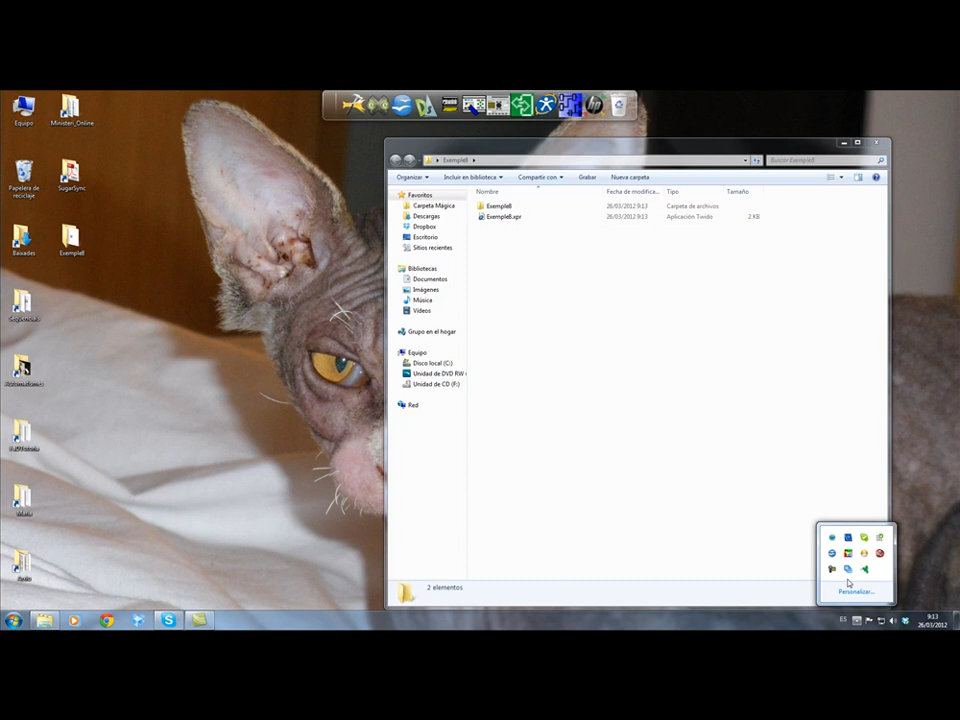 Equipo
Ministeri_Online
Papelera de
reciclaje
SugarSync
Baixades
Exemple8
Maria
Exemple8
Buscar Exemple8
Organizar
Incluir en biblioteca
Compartir con
Grabar
Nueva carpeta
Nombre
Fecha de modifica...
Tipo
Tamaño
Exemple8
26/03/2012 9:13
Carpeta de archivos
Exemple8.xpr
26/03/2012 9:13
Aplicación Twido
2 KB
Favoritos
Carpeta Mágica
Descargas
Dropbox
Escritorio
Sitios recientes
Bibliotecas
Documentos
Imágenes
Música
Vídeos
Grupo en el hogar
Equipo
Disco local (C:)
Unidad de DVD RW
Unidad de CD (F:)
Red
2 elementos
Personalizar...
ES
9:13
26/03/2012
hp